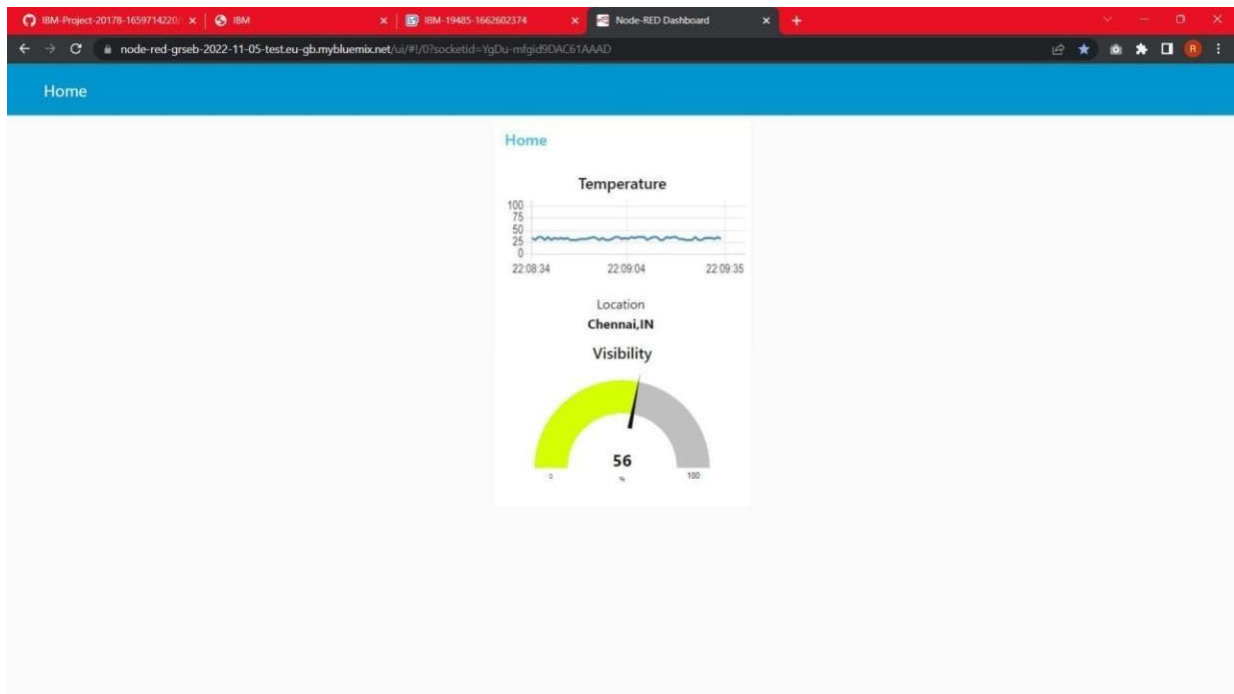 IBM-Project-20178-1659714220/
IBM
IBM-19485-1662602374
Node-RED Dashboard
node-red-grseb-2022-11-05-test.eu-gb.mybluemix.net/ui/#!/0?socketid=YgDu-mfgid9DAC61AAAD
R
Home
Home
Temperature
100
75
50
25
0
22:08:34 22:09:04 22:09:35
Location
Chennai,IN
Visibility
56
0 % 100